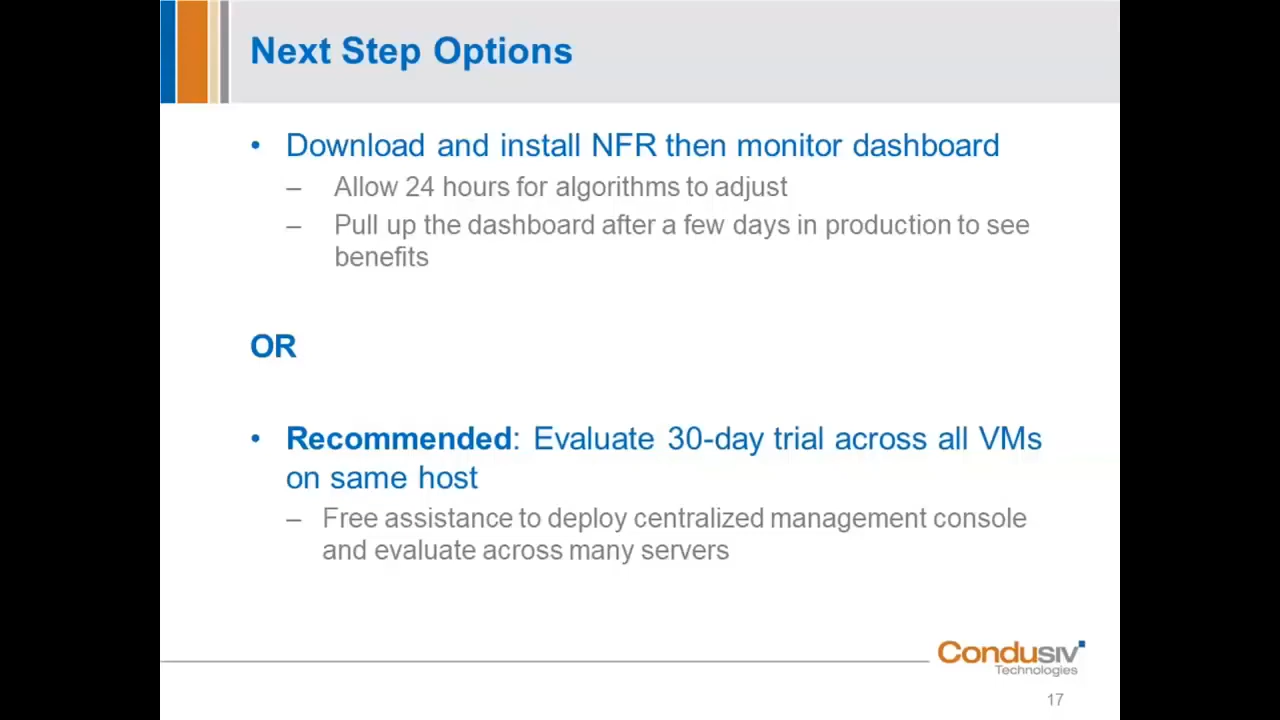 Next Step Options
• Download and install NFR then monitor dashboard
– Allow 24 hours for algorithms to adjust
– Pull up the dashboard after a few days in production to see
benefits
OR
• Recommended: Evaluate 30-day trial across all VMs
on same host
– Free assistance to deploy centralized management console
and evaluate across many servers
Condusiv
Technologies
17